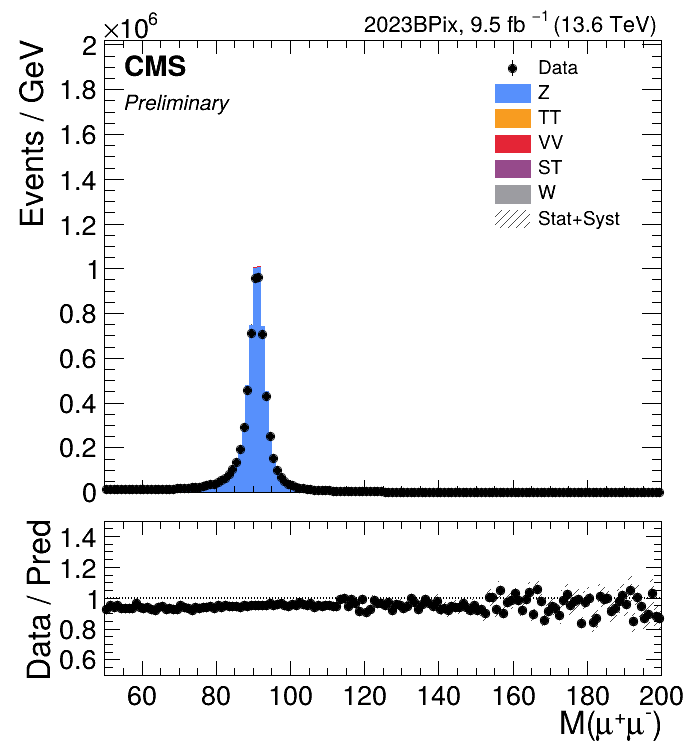 ×10⁶
2023BPix, 9.5 fb ⁻¹ (13.6 TeV)
CMS
Preliminary
Events / GeV
2
1.8
1.6
1.4
1.2
1
0.8
0.6
0.4
0.2
0
Data
Z
TT
VV
ST
W
Stat+Syst
Data / Pred
1.4
1.2
1
0.8
0.6
60 80 100 120 140 160 180 200
M(μ⁺μ⁻)